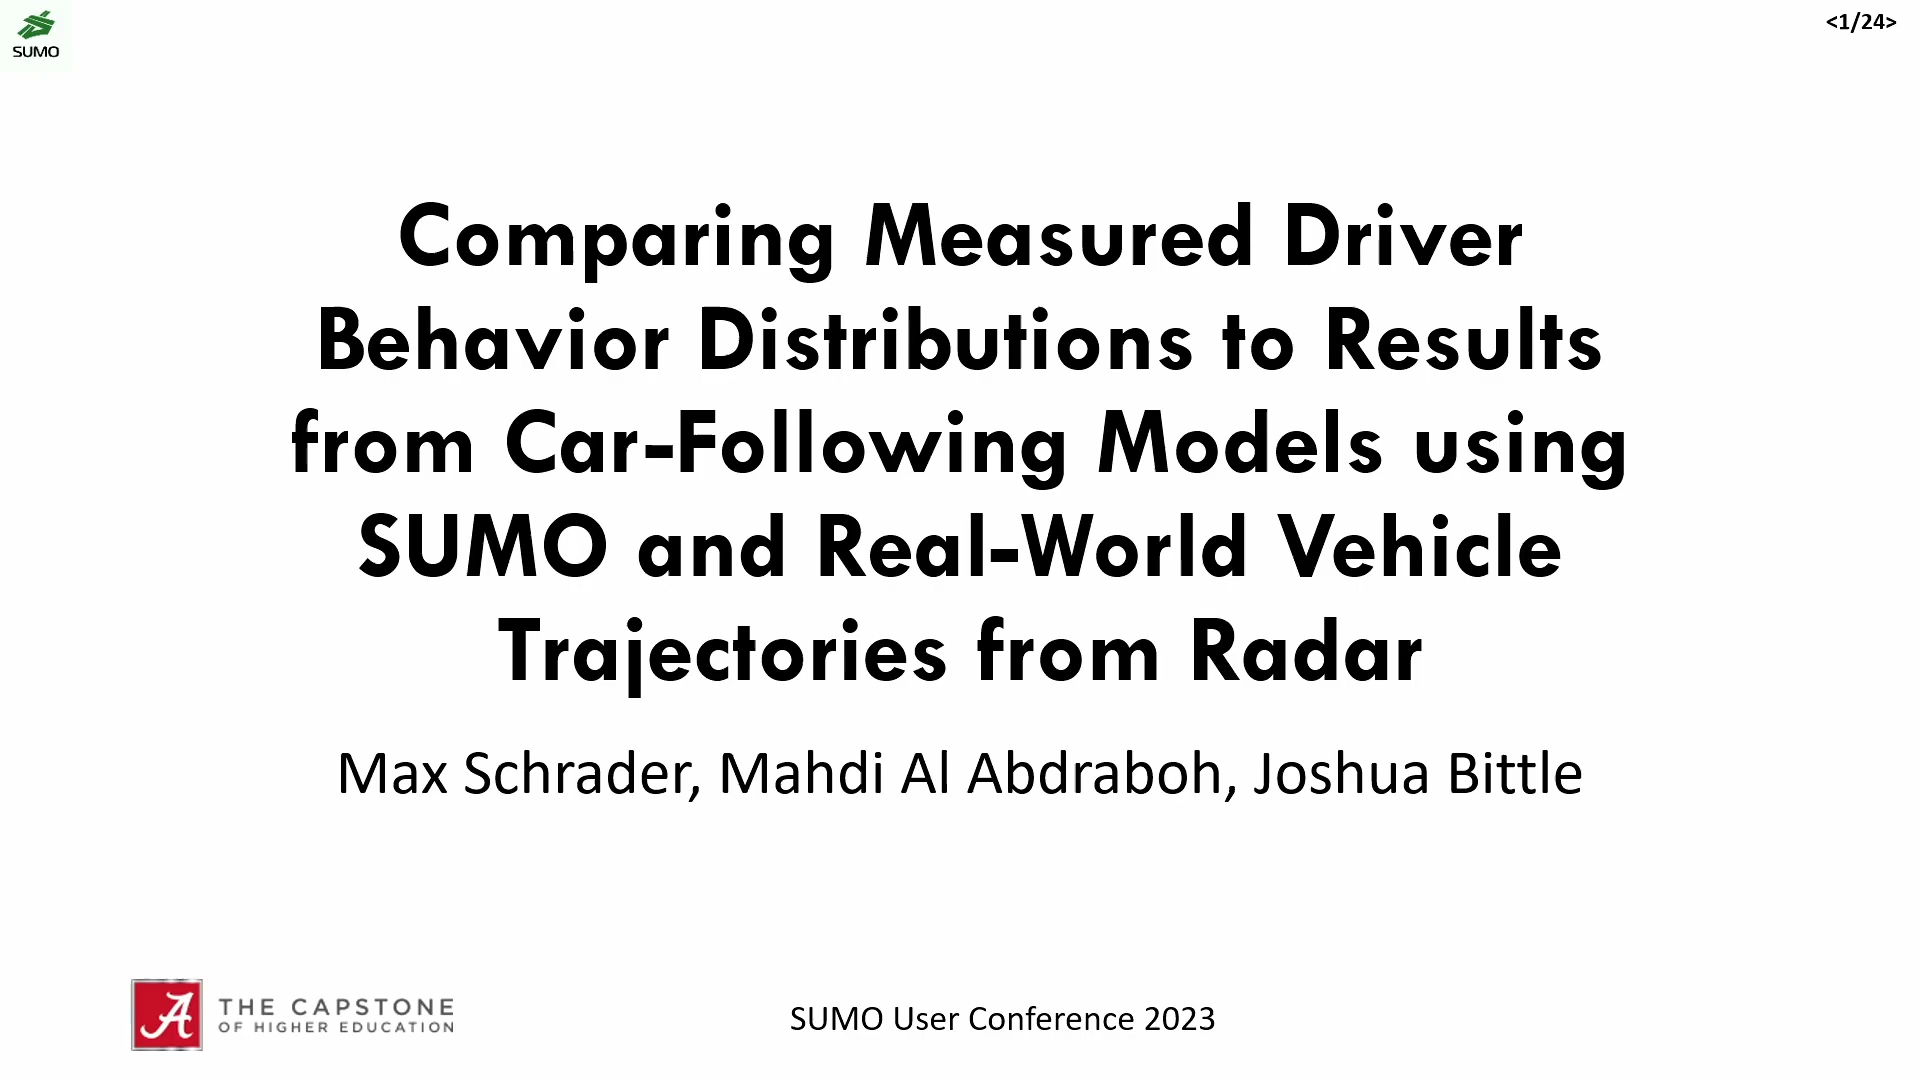 SUMO
<1/24>
Comparing Measured Driver
Behavior Distributions to Results
from Car-Following Models using
SUMO and Real-World Vehicle
Trajectories from Radar
Max Schrader, Mahdi Al Abdraboh, Joshua Bittle
A
THE CAPSTONE
OF HIGHER EDUCATION
SUMO User Conference 2023